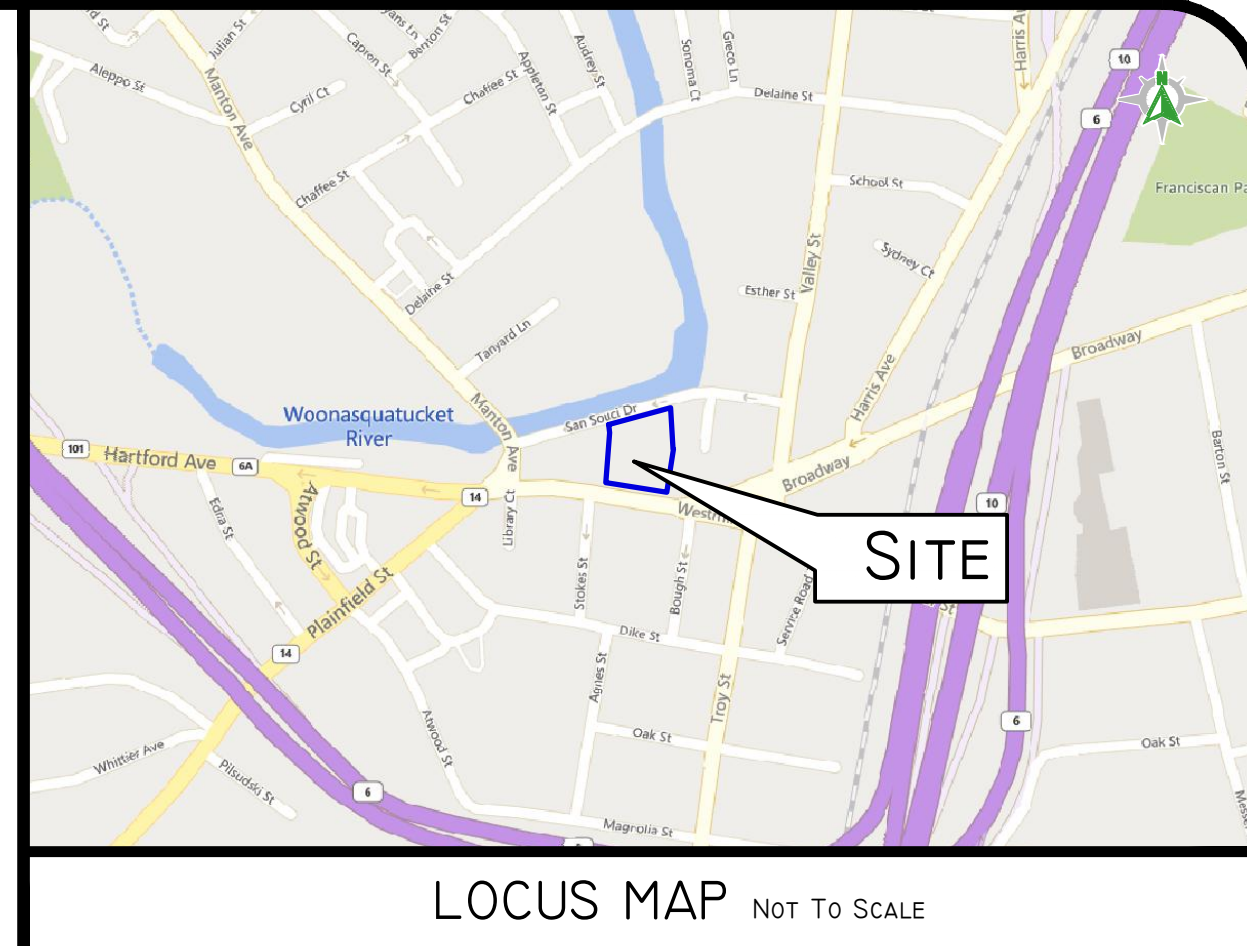 Julian St
Benton St
Capron St
Audrey St
Appleton St
Sonoma Ct
Greco Ln
10
N
Aleppo St
Manton Ave
Cyril Ct
Chaffee St
Delaine St
6
Chaffee St
School St
Franciscan Pa
Valley St
Sydney Ct
Delaine St
Esther St
Tanyard Ln
Harris Ave
Broadway
Woonasquatucket
River
Manton Ave
San Souci Dr
101
Hartford Ave
6A
14
Broadway
Barton St
Edna St
Atwood St
Library Ct
10
SITE
Stokes St
Bough St
Service Road
Plainfield St
14
Dike St
Agnes St
Troy St
Atwood St
6
Whittier Ave
Pilsudski St
Oak St
Oak St
6
Magnolia St
LOCUS MAP NOT TO SCALE